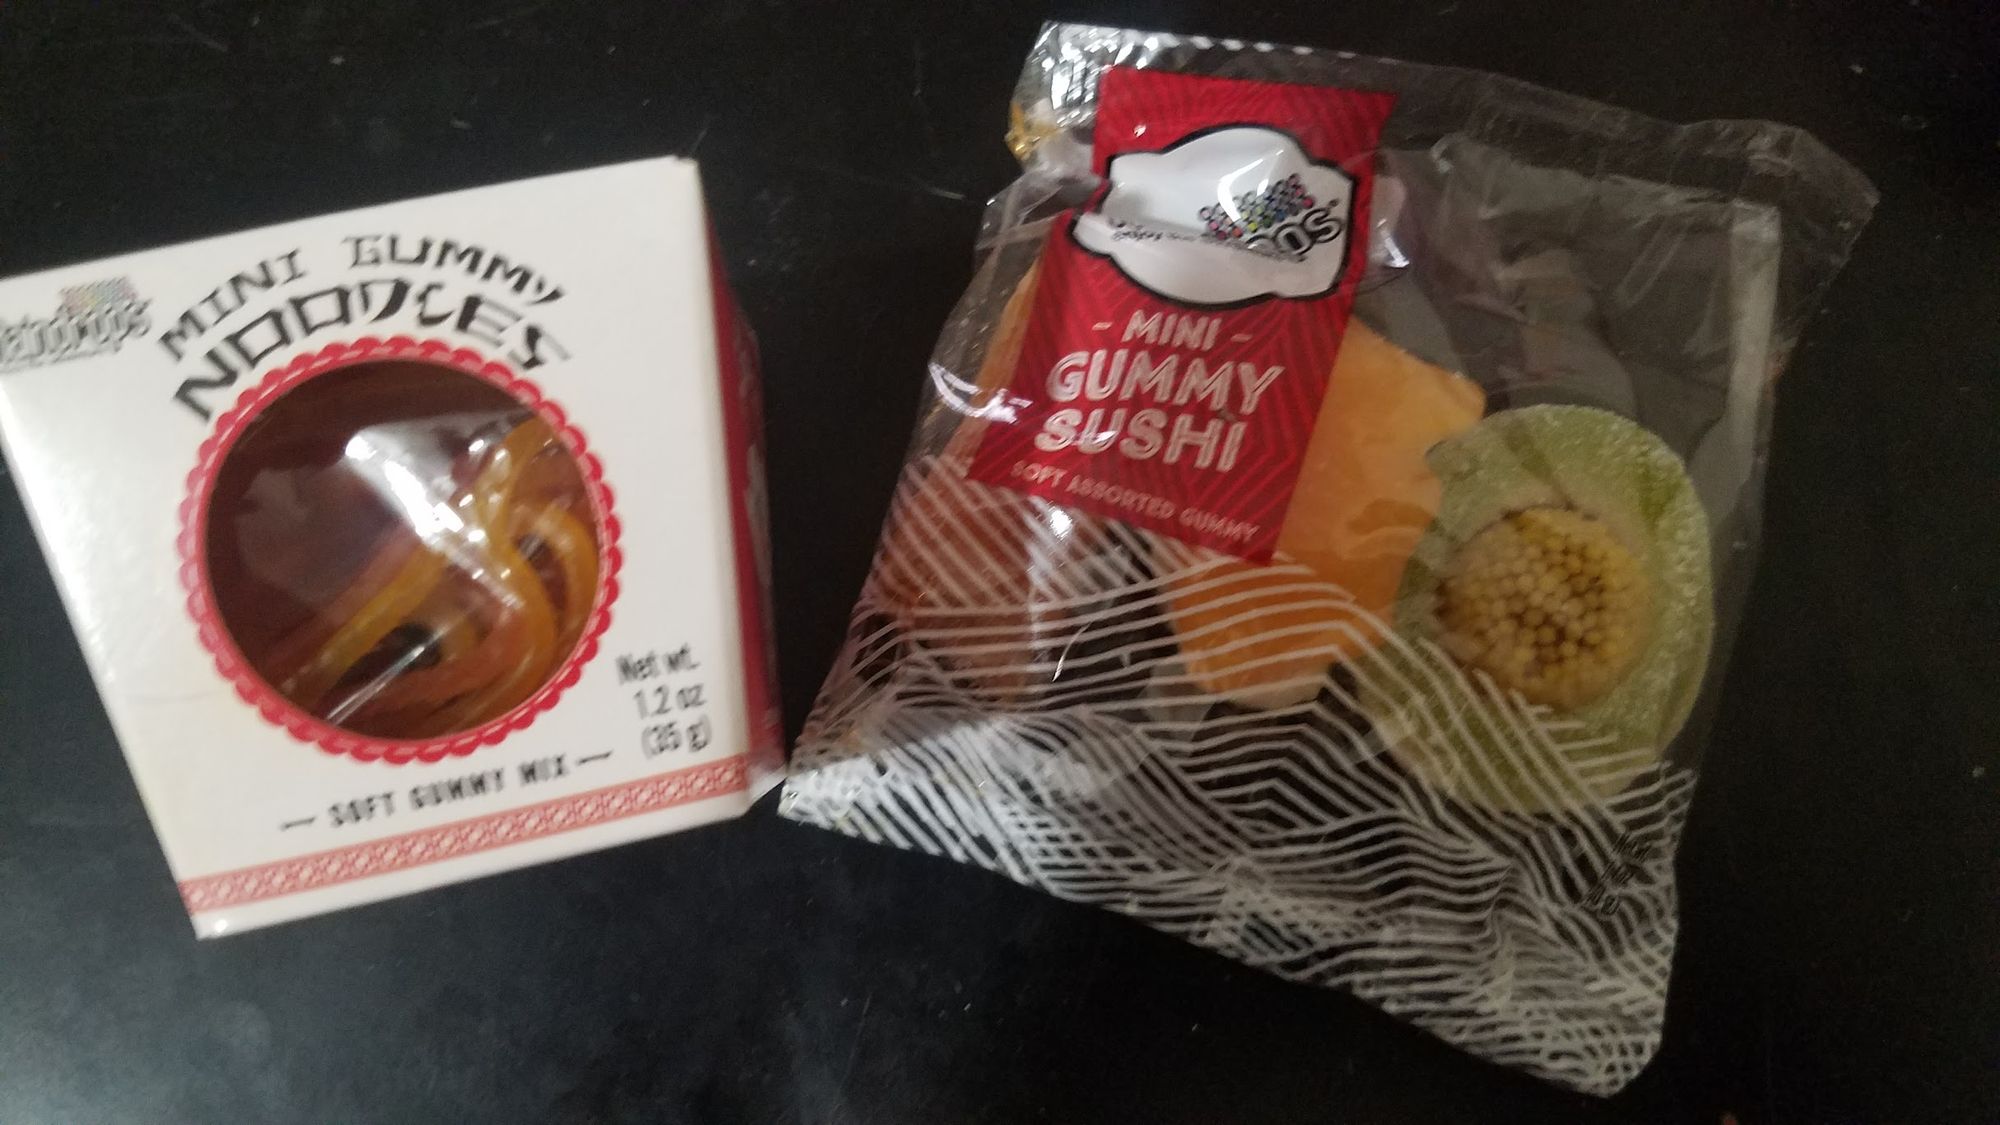 MINI GUMMY
NOODLES
Net wt.
1.2 oz
(35 g)
— SOFT GUMMY MIX —
- MINI -
GUMMY
SUSHI
SOFT ASSORTED GUMMY